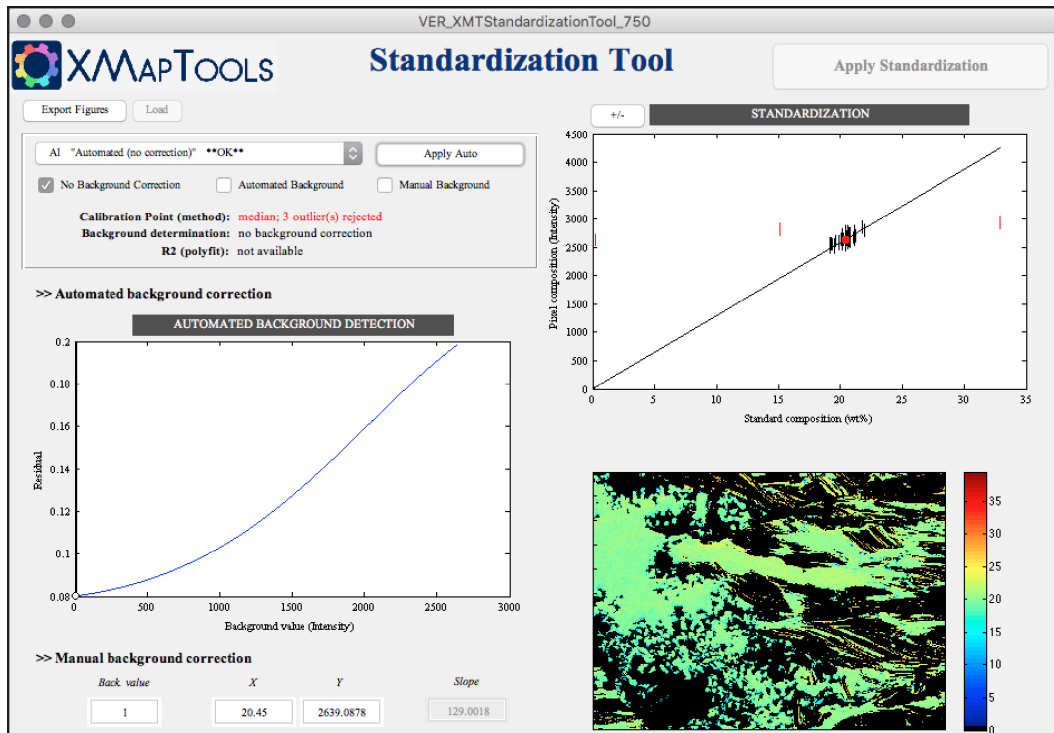 VER_XMTStandardizationTool_750
XMAPTOOLS
Standardization Tool
Apply Standardization
Export Figures
Load
+/-
STANDARDIZATION
Al "Automated (no correction)" **OK**
Apply Auto
No Background Correction
Automated Background
Manual Background
Calibration Point (method): median; 3 outlier(s) rejected
Background determination: no background correction
R2 (polyfit): not available
4500
4000
3500
3000
2500
2000
1500
1000
500
0
Pixel composition (Intensity)
0 5 10 15 20 25 30 35
Standard composition (wt%)
>> Automated background correction
AUTOMATED BACKGROUND DETECTION
0.2
0.18
0.16
0.14
0.12
0.1
0.08
Residual
0 500 1000 1500 2000 2500 3000
Background value (Intensity)
35
30
25
20
15
10
5
0
>> Manual background correction
Back. value X Y Slope
1 20.45 2639.0878 129.0018